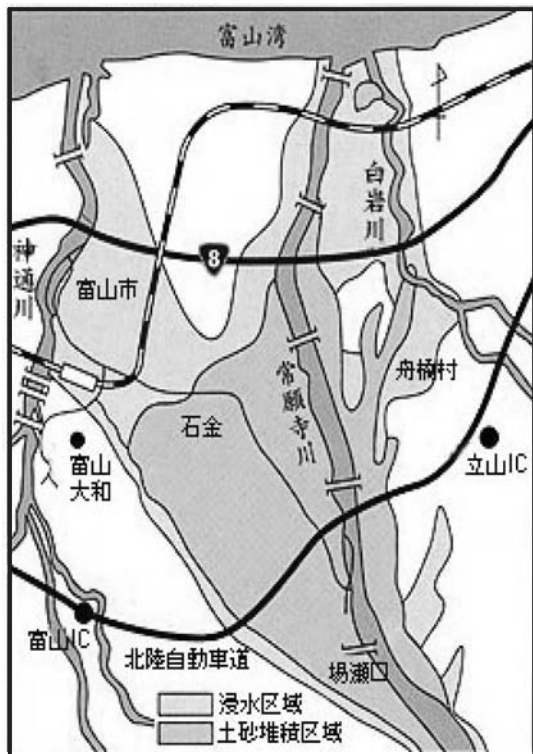 富山湾
白岩川
神通川
8
富山市
舟橋村
常願寺川
石金
富山
大和
立山IC
富山IC
北陸自動車道
場瀬口
浸水区域
土砂堆積区域